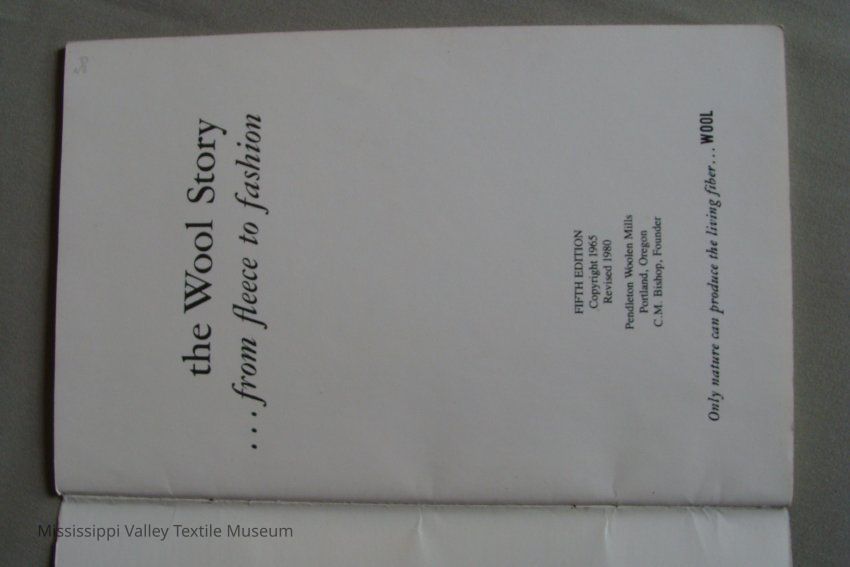 the Wool Story
...from fleece to fashion
FIFTH EDITION
Copyright 1965
Revised 1980
Pendleton Woolen Mills
Portland, Oregon
C.M. Bishop, Founder
Only nature can produce the living fiber... WOOL
Mississippi Valley Textile Museum